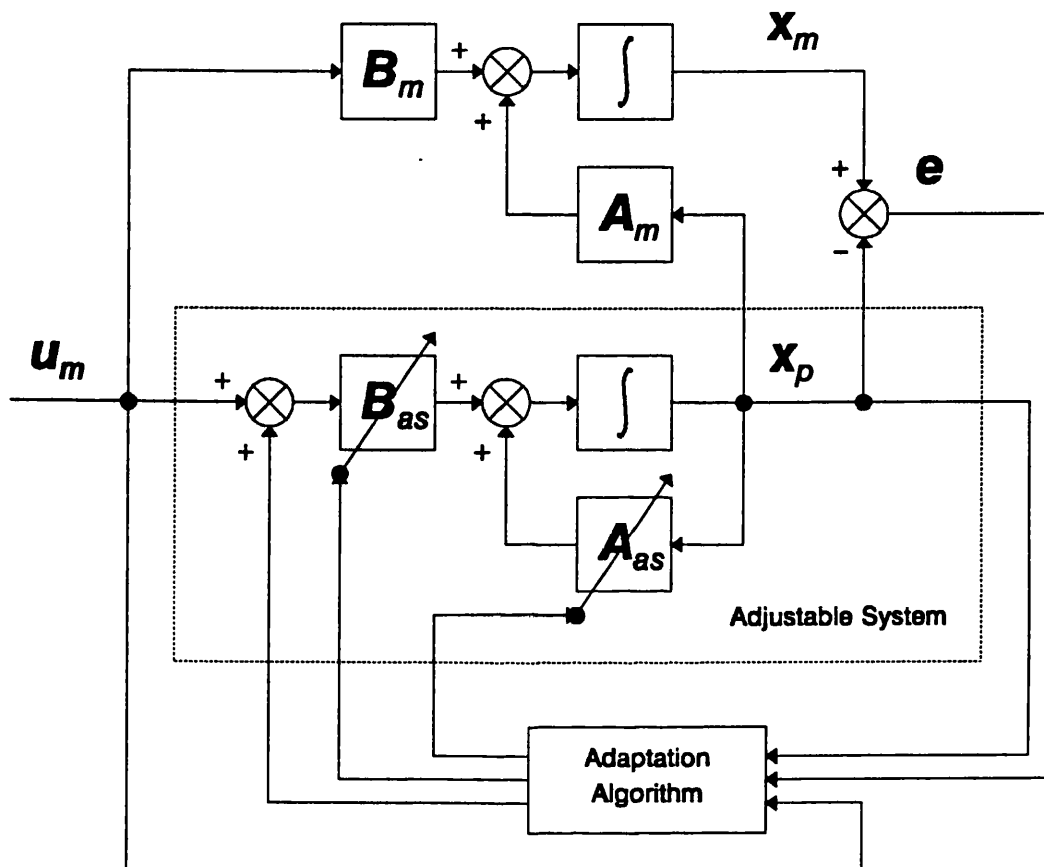 x_m
+
B_m
∫
+
+
e
A_m
−
u_m
x_p
+
+
B_as
∫
+
+
A_as
Adjustable System
Adaptation
Algorithm